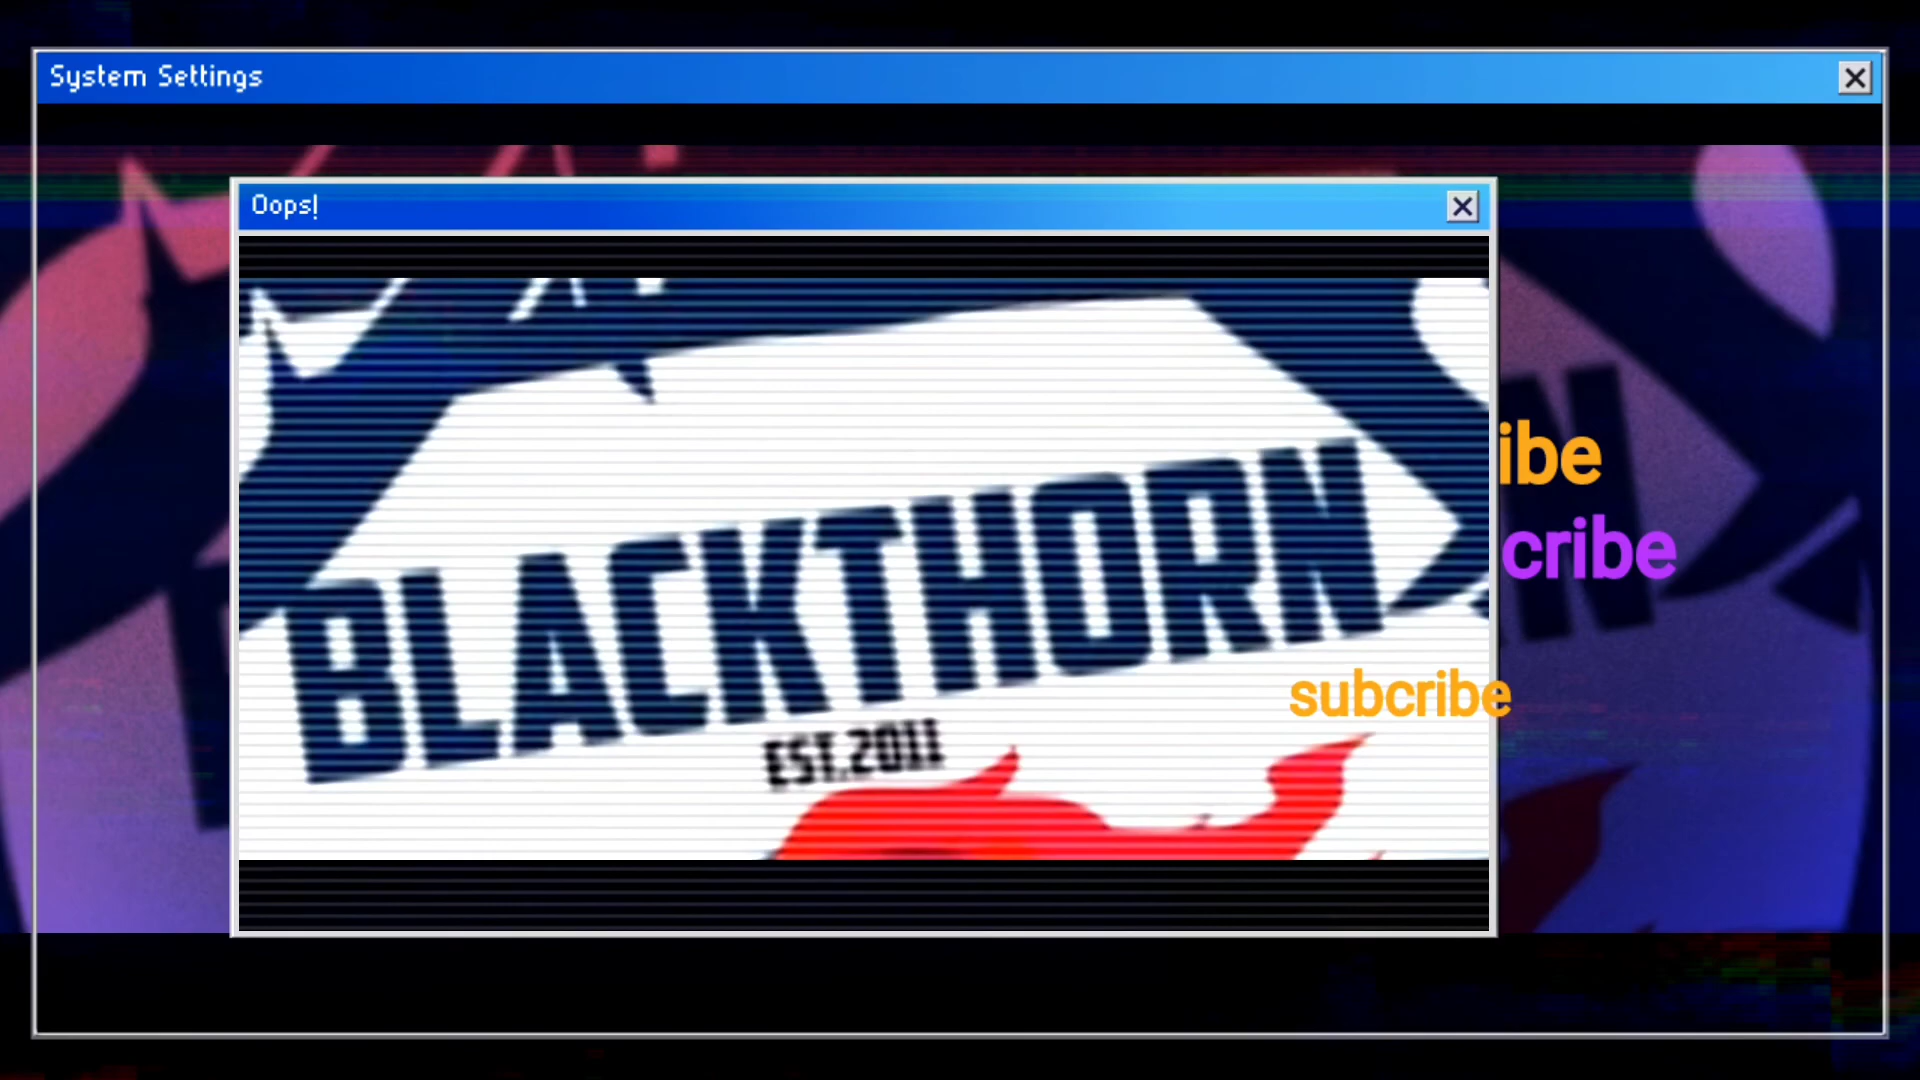 System Settings
Oops!
ibe
cribe
BLACKTHORN
subcribe
EST.2011